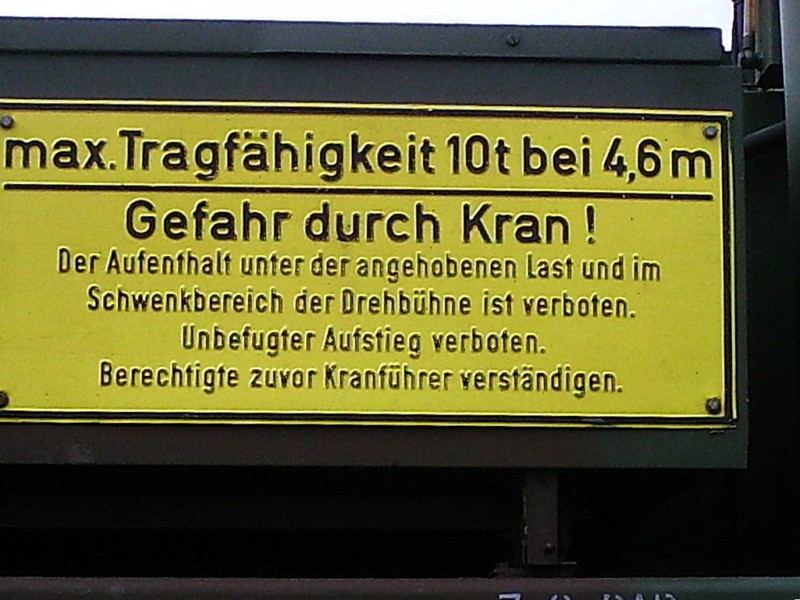 max. Tragfähigkeit 10t bei 4,6m
Gefahr durch Kran !
Der Aufenthalt unter der angehobenen Last und im
Schwenkbereich der Drehbühne ist verboten.
Unbefugter Aufstieg verboten.
Berechtigte zuvor Kranführer verständigen.